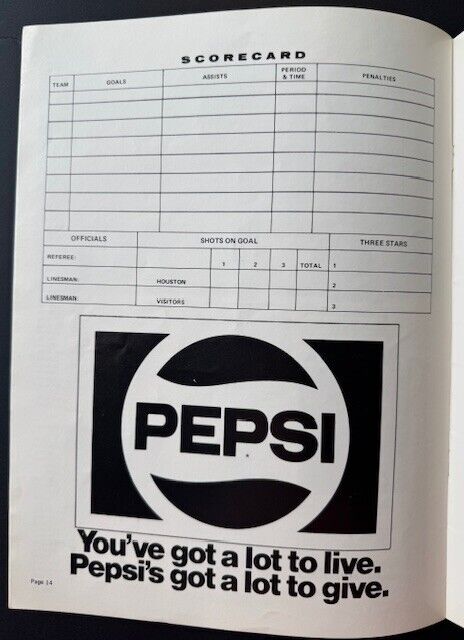 SCORECARD
TEAM GOALS ASSISTS PERIOD & TIME PENALTIES
OFFICIALS SHOTS ON GOAL THREE STARS
REFEREE: 1 2 3 TOTAL 1
LINESMAN: HOUSTON 2
LINESMAN: VISITORS 3
PEPSI
You've got a lot to live.
Pepsi's got a lot to give.
Page 14